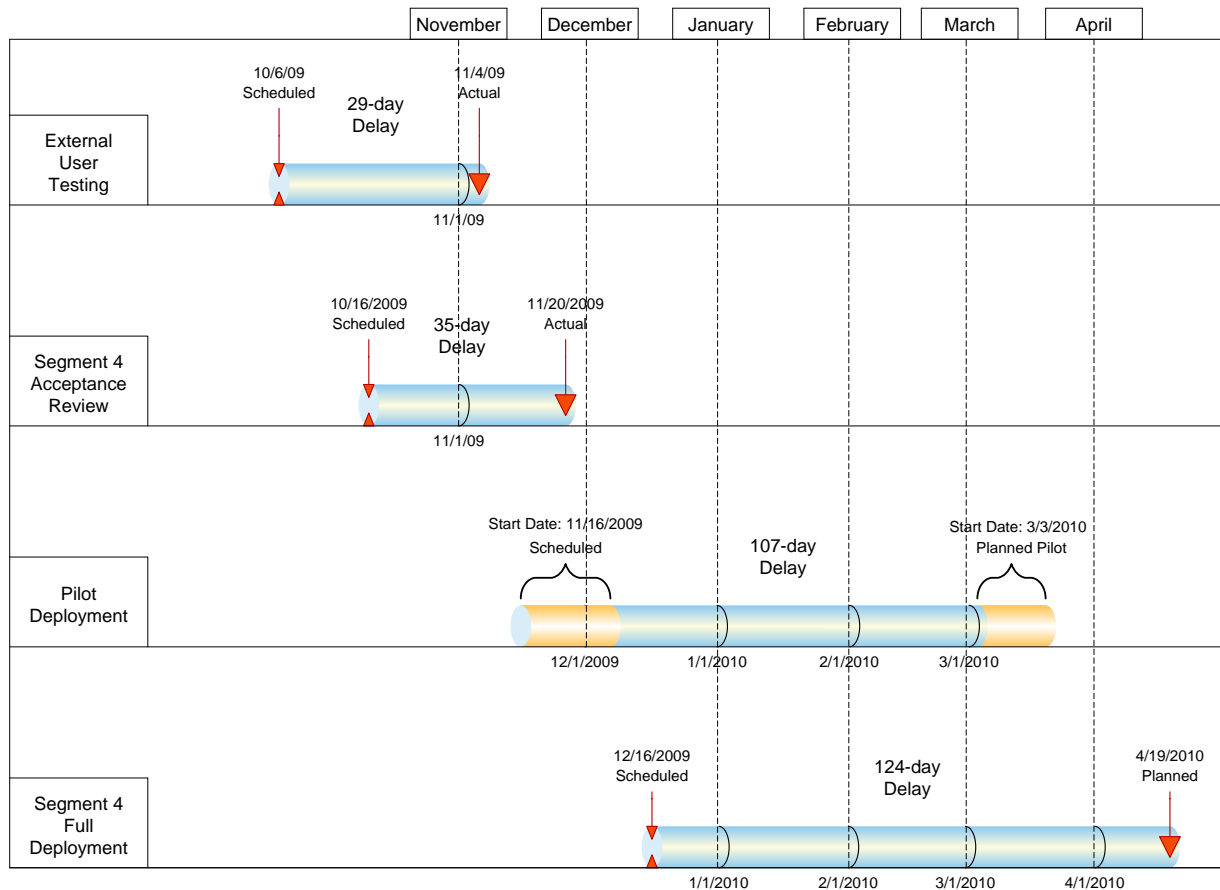 November
December
January
February
March
April
10/6/09
Scheduled
29-day
Delay
11/4/09
Actual
External
User
Testing
11/1/09
10/16/2009
Scheduled
35-day
Delay
11/20/2009
Actual
Segment 4
Acceptance
Review
11/1/09
Start Date: 11/16/2009
Scheduled
107-day
Delay
Start Date: 3/3/2010
Planned Pilot
Pilot
Deployment
12/1/2009
1/1/2010
2/1/2010
3/1/2010
12/16/2009
Scheduled
124-day
Delay
4/19/2010
Planned
Segment 4
Full
Deployment
1/1/2010
2/1/2010
3/1/2010
4/1/2010